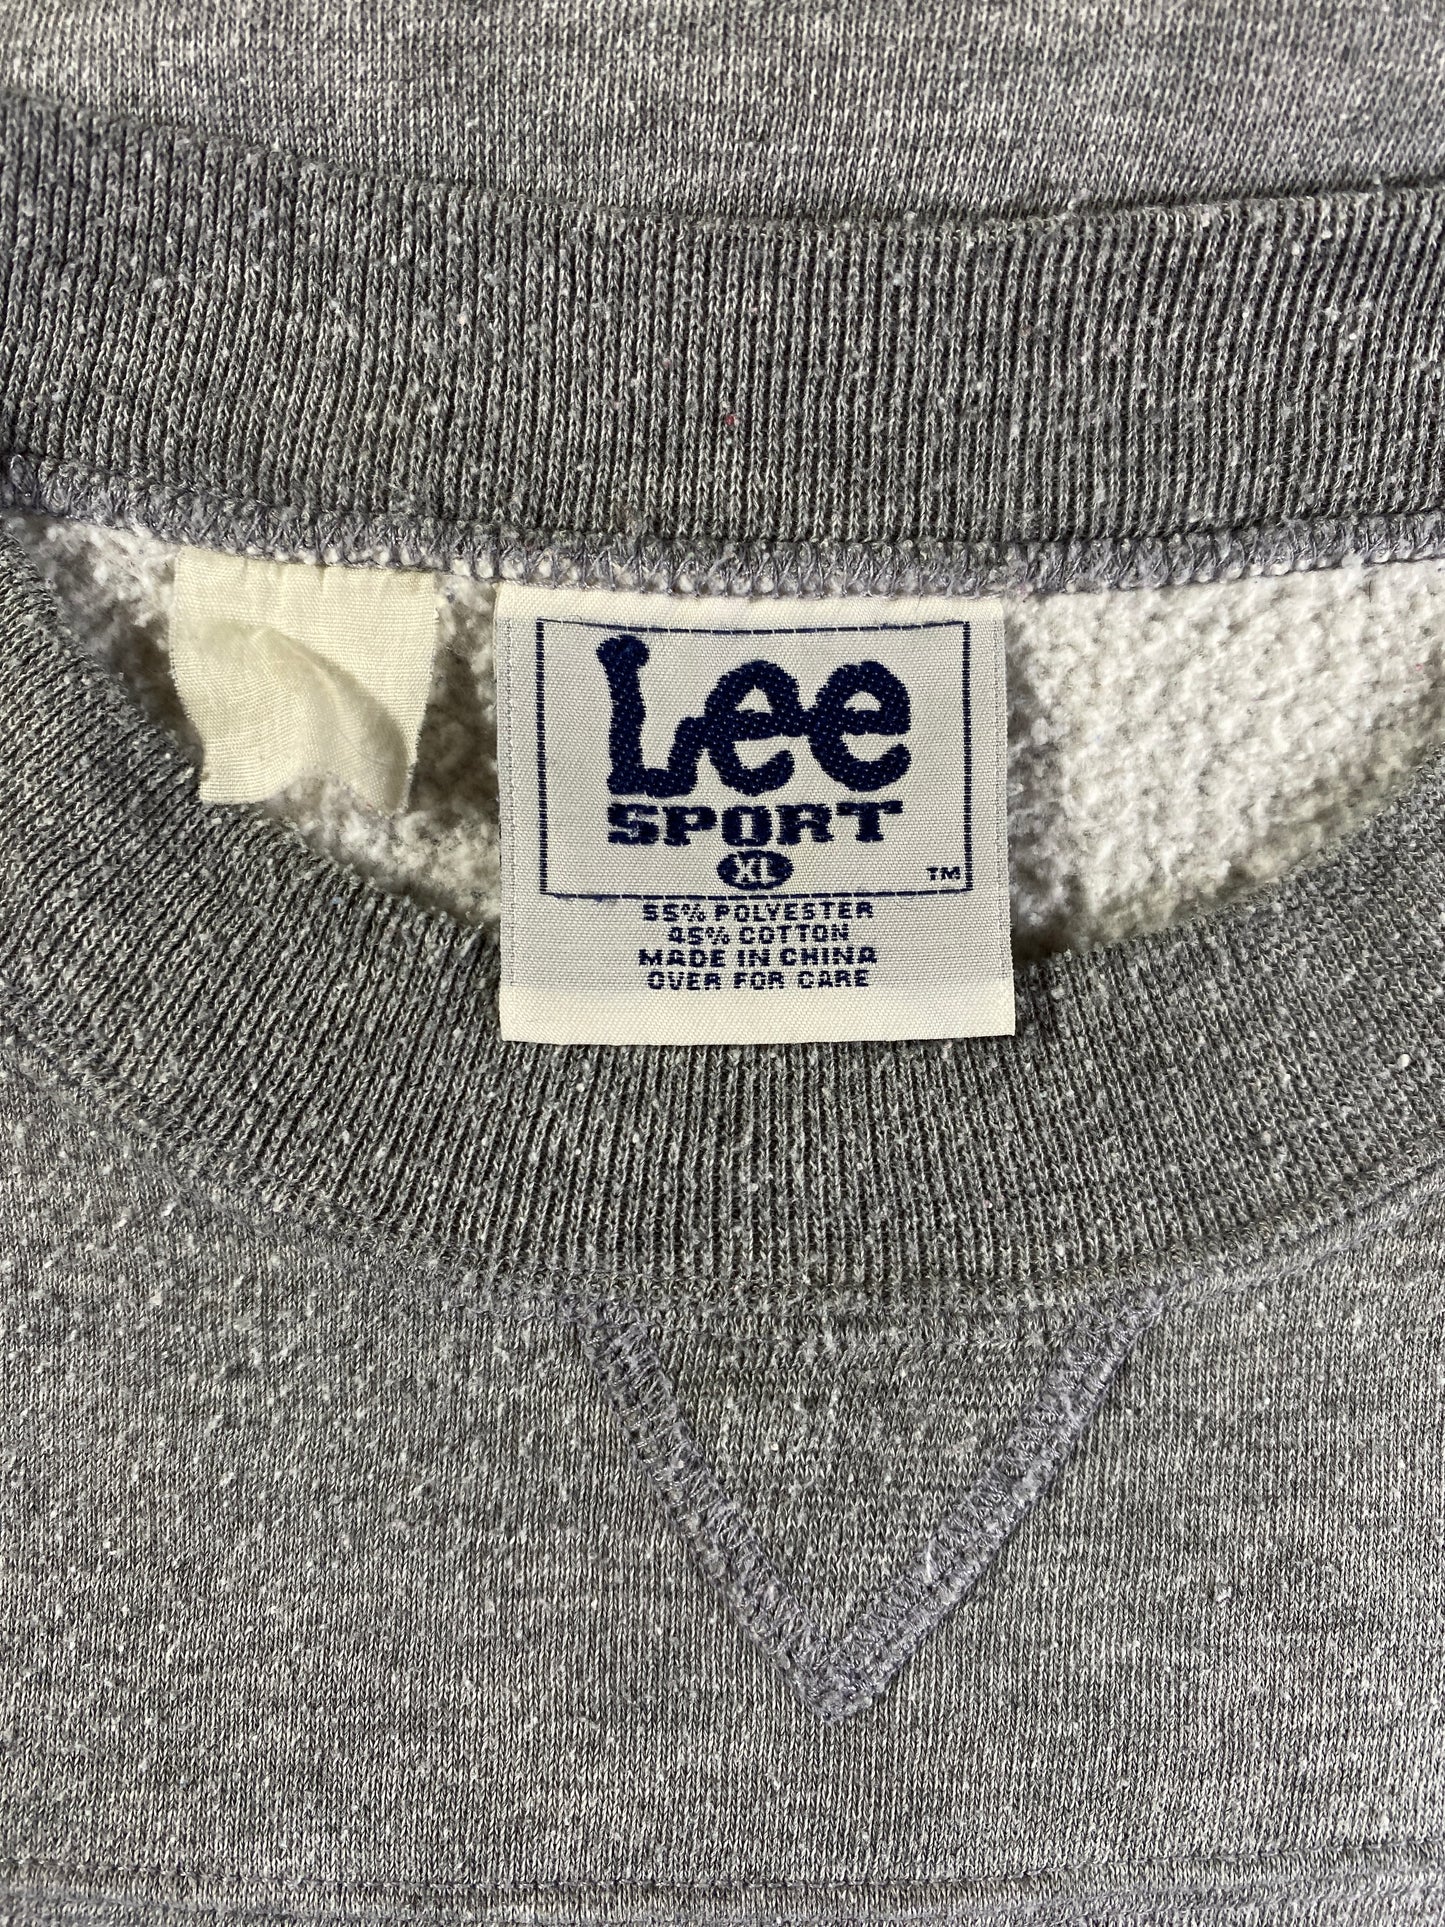 Lee
SPORT
XL
TM
55% POLYESTER
45% COTTON
MADE IN CHINA
OVER FOR CARE